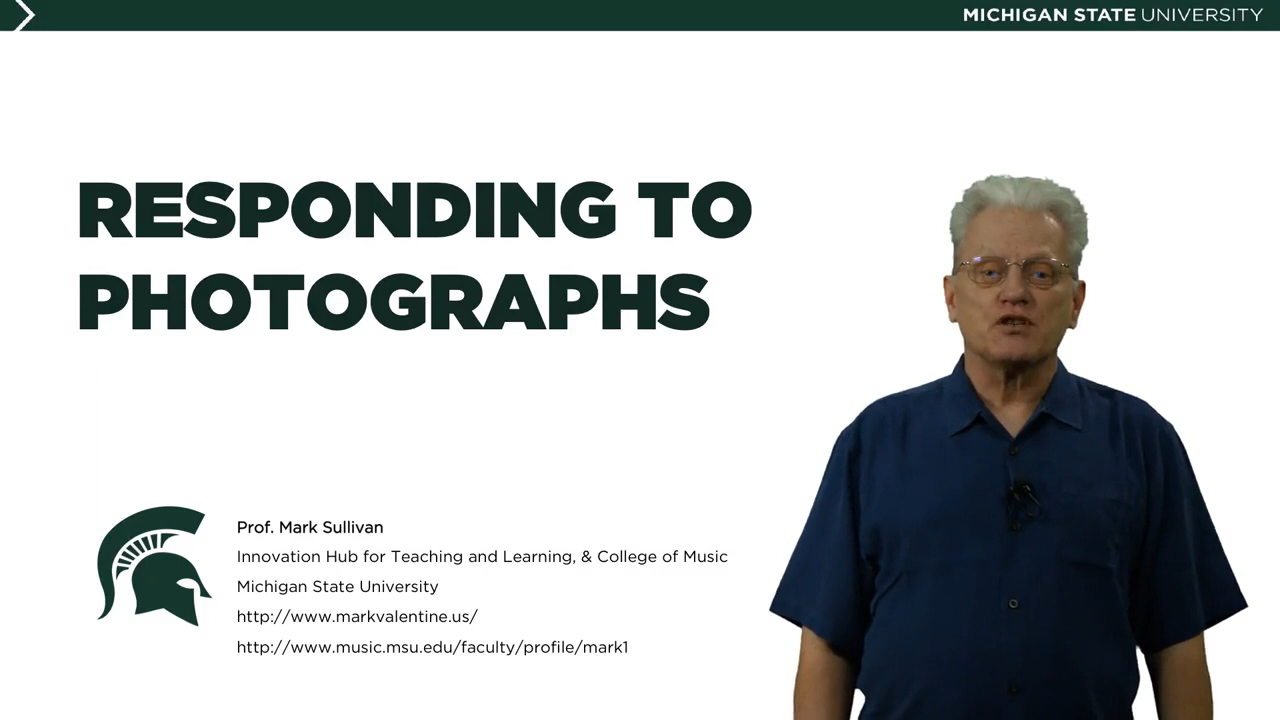 MICHIGAN STATE UNIVERSITY
RESPONDING TO
PHOTOGRAPHS
Prof. Mark Sullivan
Innovation Hub for Teaching and Learning, & College of Music
Michigan State University
http://www.markvalentine.us/
http://www.music.msu.edu/faculty/profile/mark1